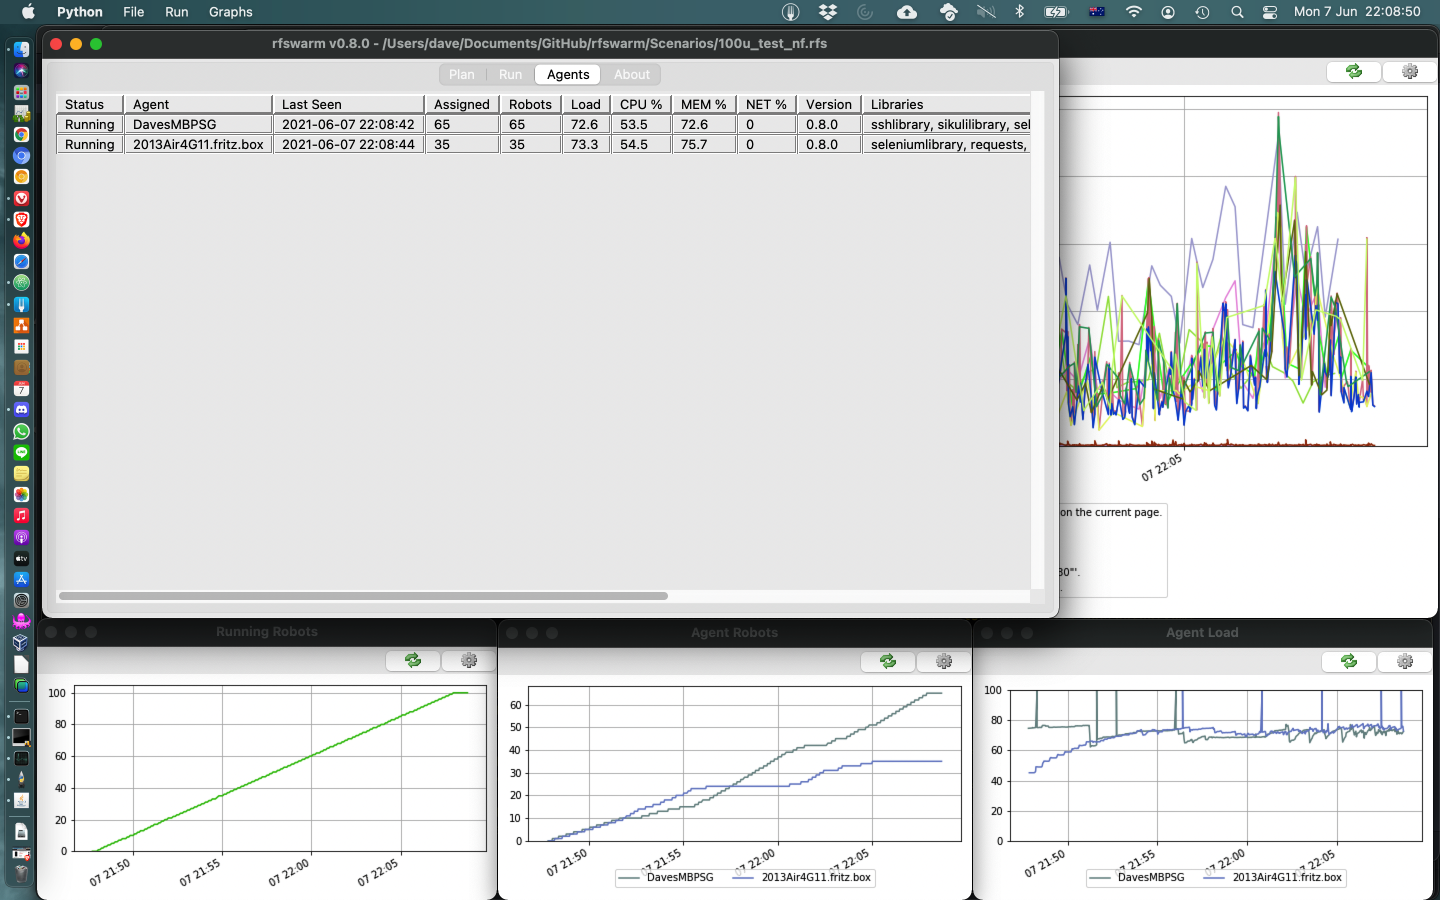 Python File Run Graphs Mon 7 Jun 22:08:50
rfswarm v0.8.0 - /Users/dave/Documents/GitHub/rfswarm/Scenarios/100u_test_nf.rfs
Plan Run Agents About
Status Agent Last Seen Assigned Robots Load CPU % MEM % NET % Version Libraries
Running DavesMBPSG 2021-06-07 22:08:42 65 65 72.6 53.5 72.6 0 0.8.0 sshlibrary, sikulilibrary, sel
Running 2013Air4G11.fritz.box 2021-06-07 22:08:44 35 35 73.3 54.5 75.7 0 0.8.0 seleniumlibrary, requests,
07 22:05
on the current page.
30"'.
Running Robots
100
80
60
40
20
0
07 21:50 07 21:55 07 22:00 07 22:05
Agent Robots
60
50
40
30
20
10
0
07 21:50 07 21:55 07 22:00 07 22:05
DavesMBPSG 2013Air4G11.fritz.box
Agent Load
100
80
60
40
20
0
07 21:50 07 21:55 07 22:00 07 22:05
DavesMBPSG 2013Air4G11.fritz.box